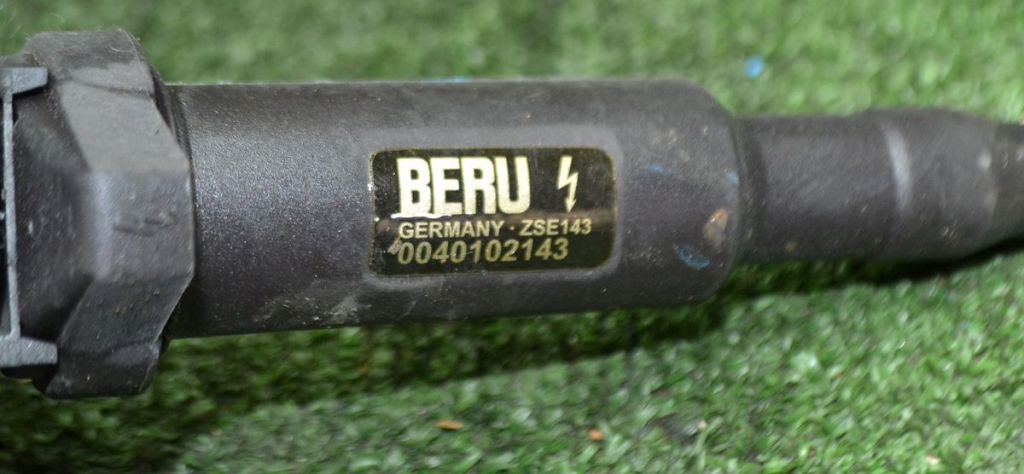 BERU
GERMANY · ZSE143
0040102143